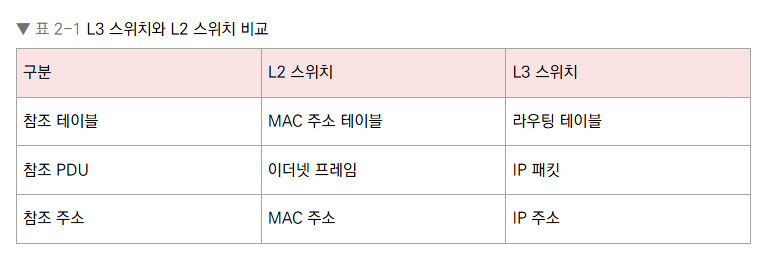 ▼ 표 2-1 L3 스위치와 L2 스위치 비교
구분 L2 스위치 L3 스위치
참조 테이블 MAC 주소 테이블 라우팅 테이블
참조 PDU 이더넷 프레임 IP 패킷
참조 주소 MAC 주소 IP 주소